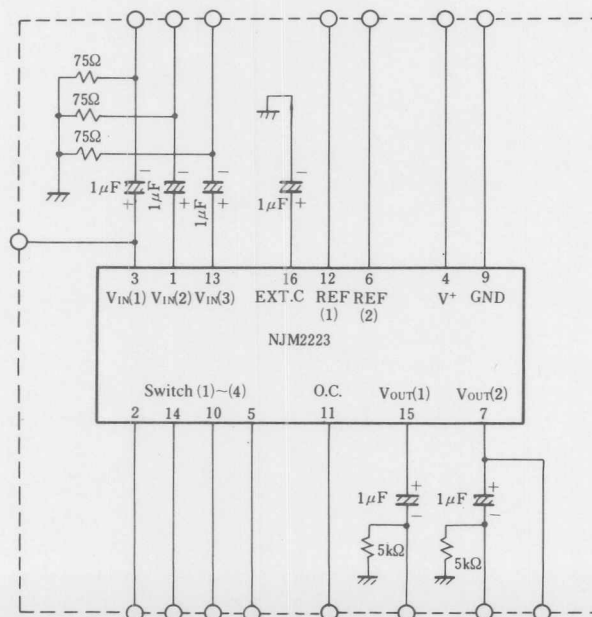 75Ω
75Ω
75Ω
1μF
1μF
1μF
1μF
− − − −
+ + + +
3 1 13 16 12 6 4 9
VIN(1) VIN(2) VIN(3) EXT.C REF REF V+ GND
(1) (2)
NJM2223
Switch (1)~(4) O.C. VOUT(1) VOUT(2)
2 14 10 5 11 15 7
1μF + 1μF +
− −
5kΩ 5kΩ